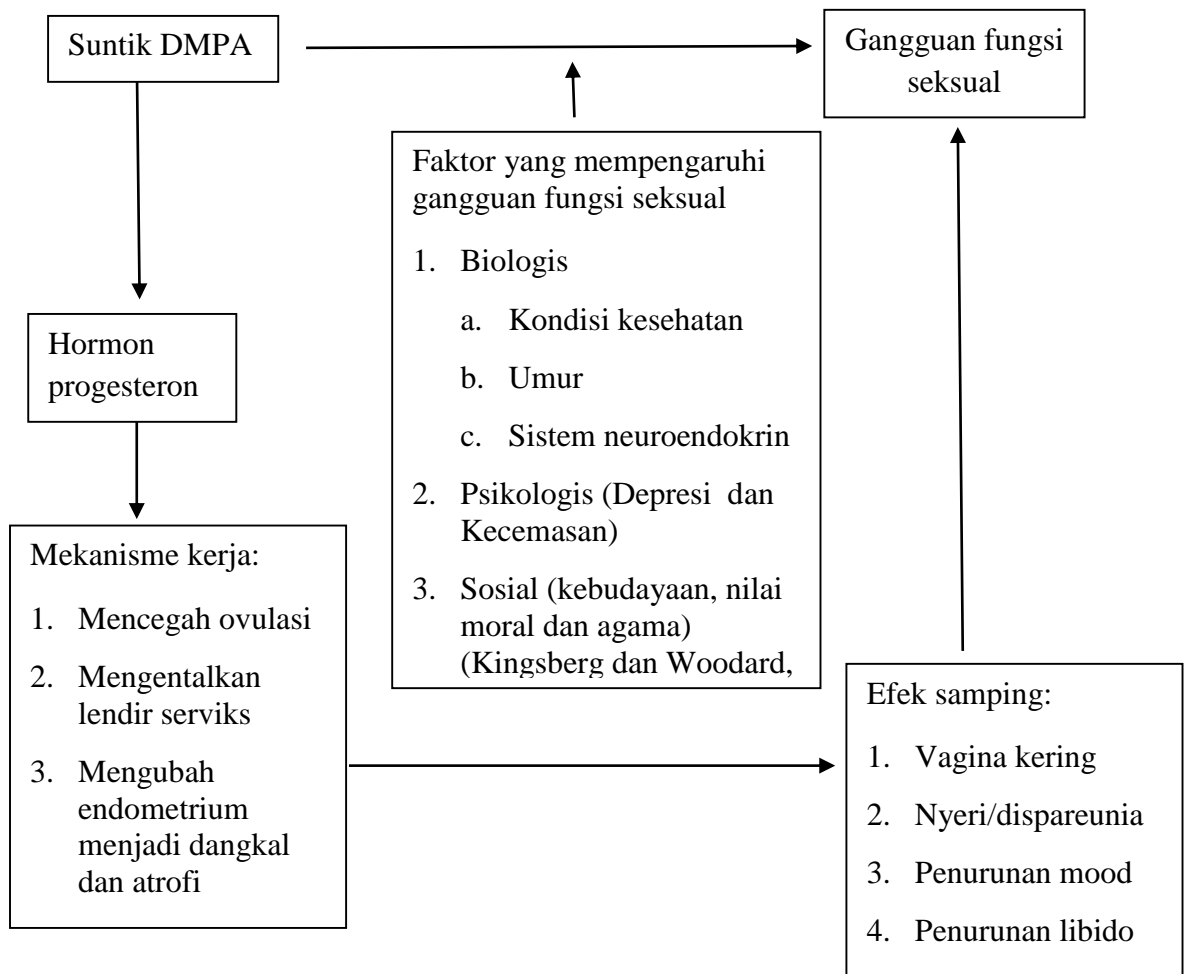 Suntik DMPA
Gangguan fungsi
seksual
Faktor yang mempengaruhi
gangguan fungsi seksual
1. Biologis
a. Kondisi kesehatan
b. Umur
c. Sistem neuroendokrin
2. Psikologis (Depresi dan
Kecemasan)
3. Sosial (kebudayaan, nilai
moral dan agama)
(Kingsberg dan Woodard,
Hormon
progesteron
Mekanisme kerja:
1. Mencegah ovulasi
2. Mengentalkan
lendir serviks
3. Mengubah
endometrium
menjadi dangkal
dan atrofi
Efek samping:
1. Vagina kering
2. Nyeri/dispareunia
3. Penurunan mood
4. Penurunan libido